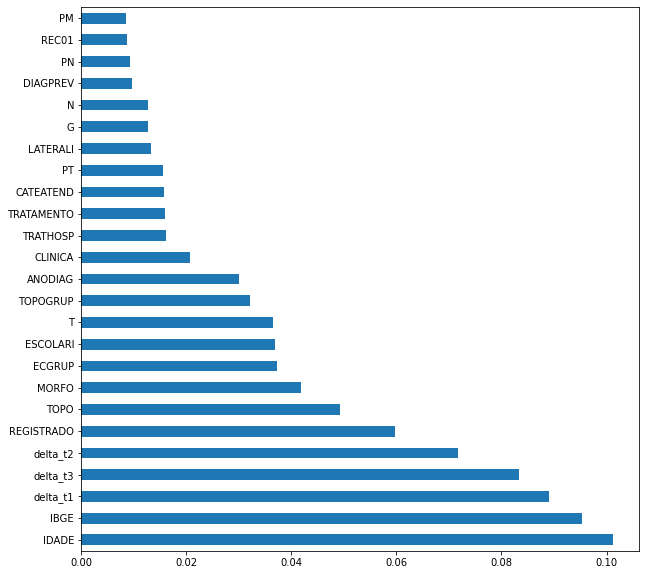 PM
REC01
PN
DIAGPREV
N
G
LATERALI
PT
CATEATEND
TRATAMENTO
TRATHOSP
CLINICA
ANODIAG
TOPOGRUP
T
ESCOLARI
ECGRUP
MORFO
TOPO
REGISTRADO
delta_t2
delta_t3
delta_t1
IBGE
IDADE
0.00 0.02 0.04 0.06 0.08 0.10